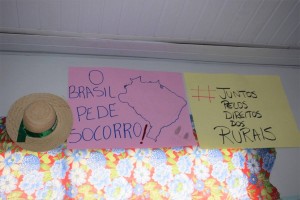 O
BRASIL
PEDE
SOCORRO!
# JUNTOS
PELOS
DIREITOS
DOS
RURAIS